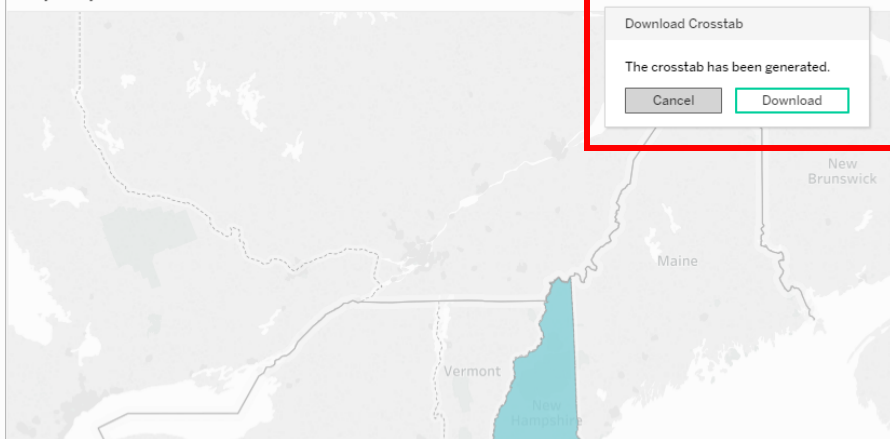 Download Crosstab
The crosstab has been generated.
Cancel
Download
New
Brunswick
Maine
Vermont
New
Hampshire